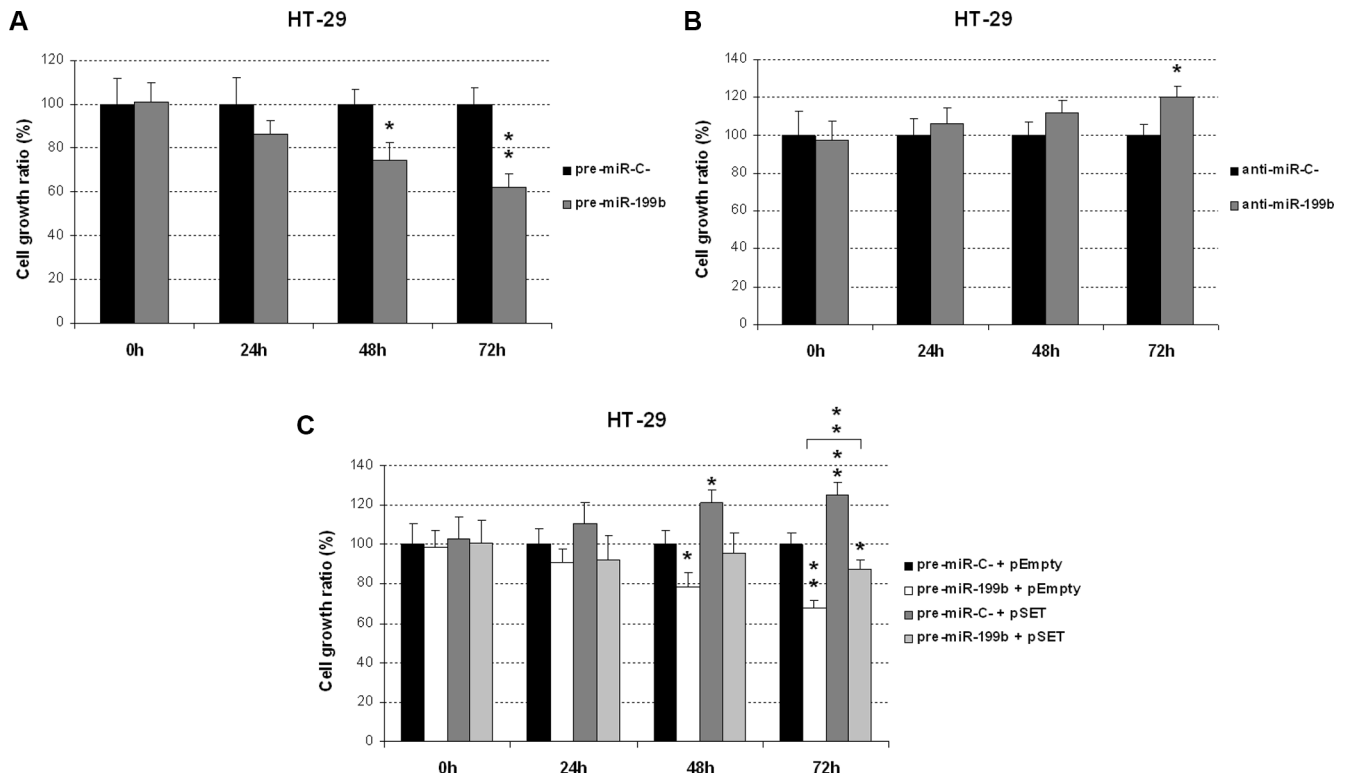 A
HT-29
120
100
80
60
40
20
0
Cell growth ratio (%)
*
* *
0h 24h 48h 72h
pre-miR-C-
pre-miR-199b
B
HT-29
140
120
100
80
60
40
20
0
Cell growth ratio (%)
*
0h 24h 48h 72h
anti-miR-C-
anti-miR-199b
C
HT-29
140
120
100
80
60
40
20
0
Cell growth ratio (%)
*
*
* *
* *
* *
*
0h 24h 48h 72h
pre-miR-C- + pEmpty
pre-miR-199b + pEmpty
pre-miR-C- + pSET
pre-miR-199b + pSET